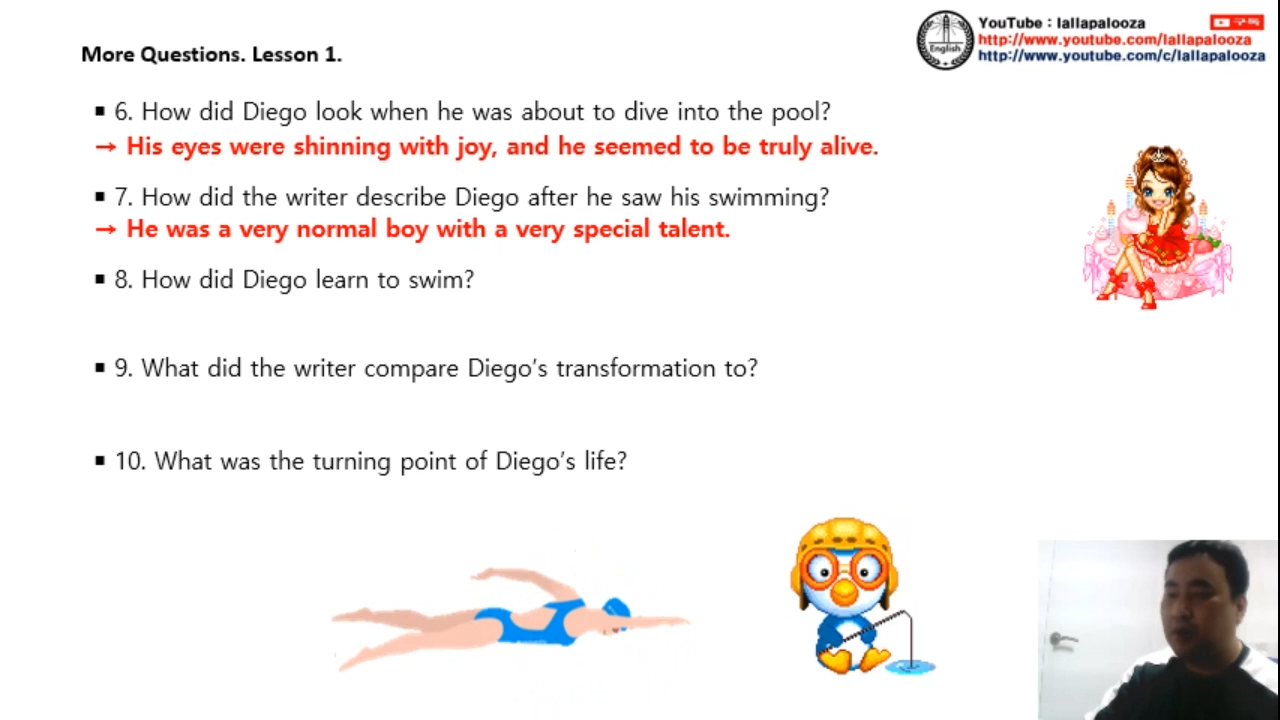 YouTube : lallapalooza
구독
http://www.youtube.com/lallapalooza
English
http://www.youtube.com/c/lallapalooza
More Questions. Lesson 1.
▪ 6. How did Diego look when he was about to dive into the pool?
→ His eyes were shinning with joy, and he seemed to be truly alive.
▪ 7. How did the writer describe Diego after he saw his swimming?
→ He was a very normal boy with a very special talent.
▪ 8. How did Diego learn to swim?
▪ 9. What did the writer compare Diego’s transformation to?
▪ 10. What was the turning point of Diego’s life?